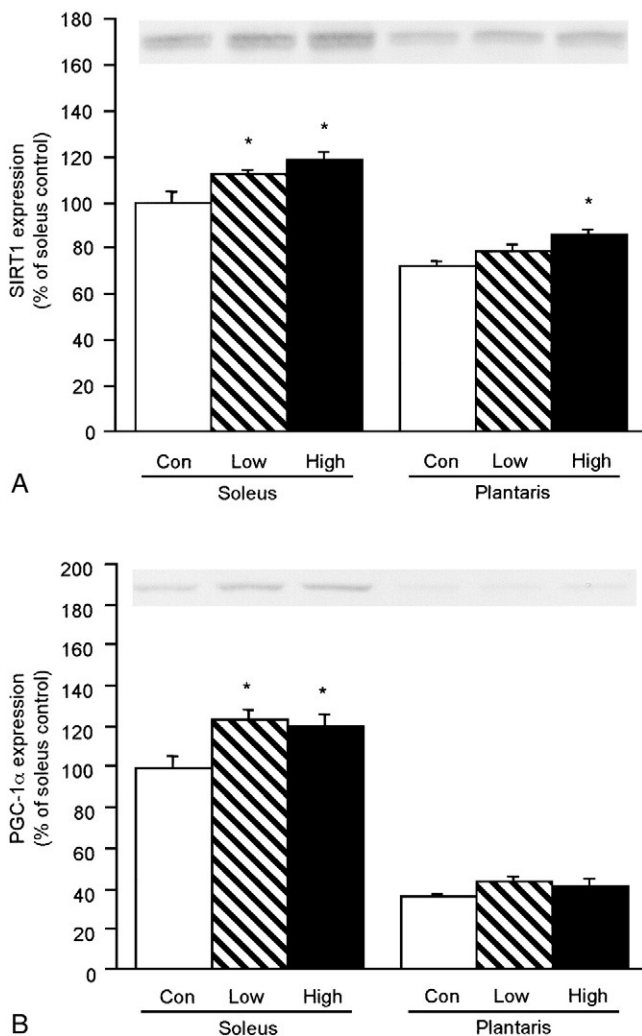 180
160
140
120
100
80
60
40
20
0
SIRT1 expression
(% of soleus control)
* * *
Con Low High Con Low High
Soleus Plantaris
A
200
180
160
140
120
100
80
60
40
20
0
PGC-1α expression
(% of soleus control)
* *
Con Low High Con Low High
Soleus Plantaris
B